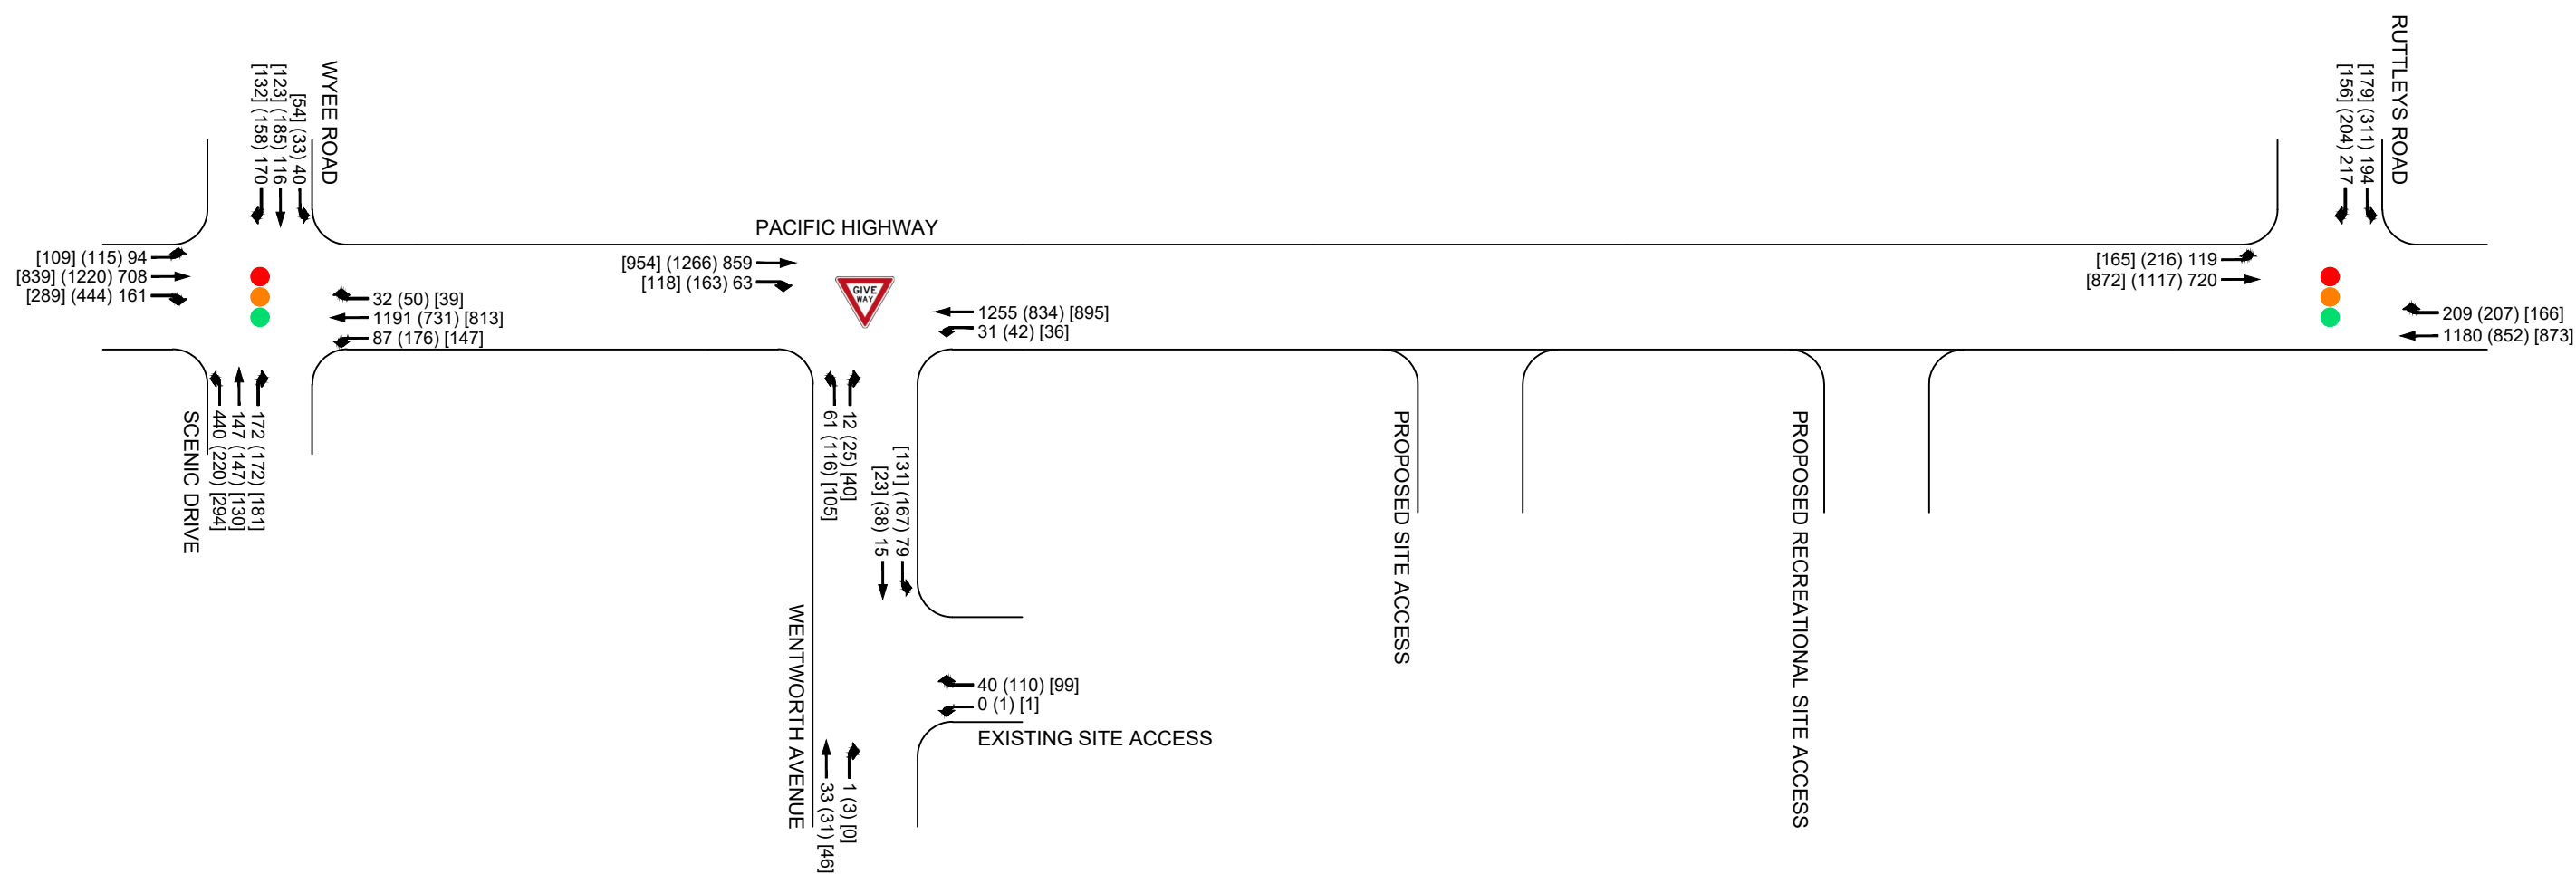 WYEE ROAD
[54] (33) 40
[123] (185) 116
[132] (158) 170
[109] (115) 94
[839] (1220) 708
[289] (444) 161
32 (50) [39]
1191 (731) [813]
87 (176) [147]
SCENIC DRIVE
440 (220) [294]
147 (147) [130]
172 (172) [181]
PACIFIC HIGHWAY
[954] (1266) 859
[118] (163) 63
GIVE
WAY
1255 (834) [895]
31 (42) [36]
61 (116) [105]
12 (25) [40]
[131] (167) 79
[23] (38) 15
WENTWORTH AVENUE
40 (110) [99]
0 (1) [1]
EXISTING SITE ACCESS
33 (31) [46]
1 (3) [0]
PROPOSED SITE ACCESS
PROPOSED RECREATIONAL SITE ACCESS
RUTTLEYS ROAD
[179] (311) 194
[156] (204) 217
[165] (216) 119
[872] (1117) 720
209 (207) [166]
1180 (852) [873]